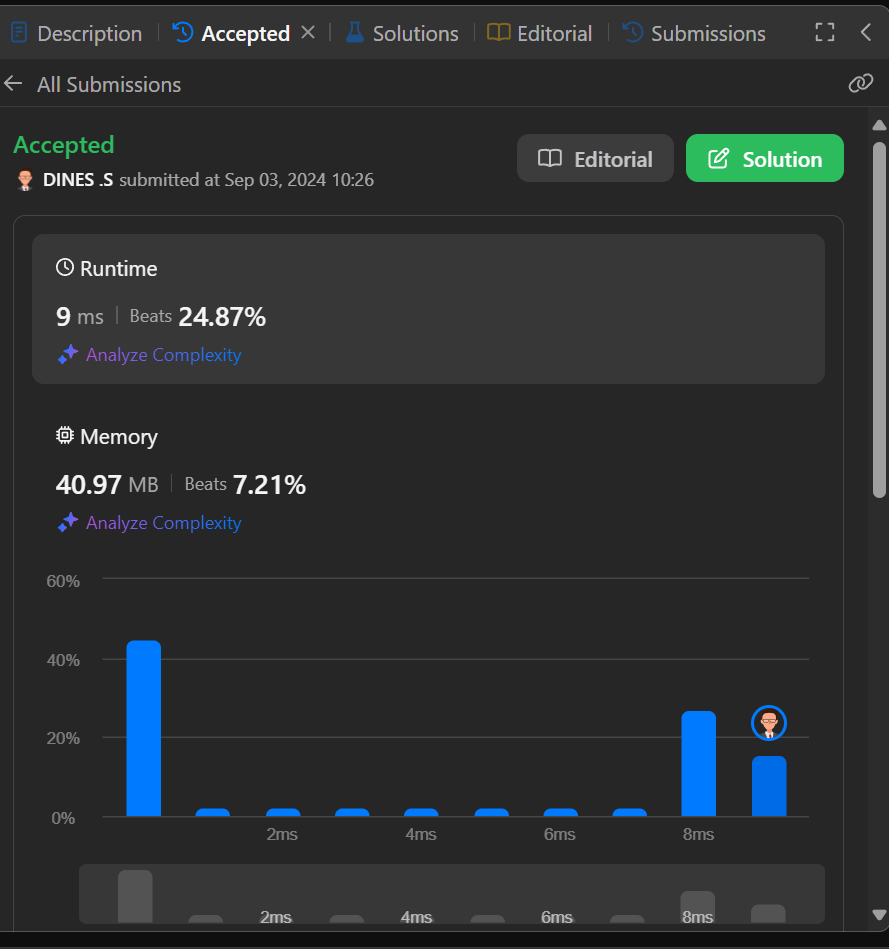 Description
Accepted
Solutions
Editorial
Submissions
All Submissions
Accepted
DINES .S submitted at Sep 03, 2024 10:26
Editorial
Solution
Runtime
9 ms | Beats 24.87%
Analyze Complexity
Memory
40.97 MB | Beats 7.21%
Analyze Complexity
60%
40%
20%
0%
2ms 4ms 6ms 8ms
2ms 4ms 6ms 8ms